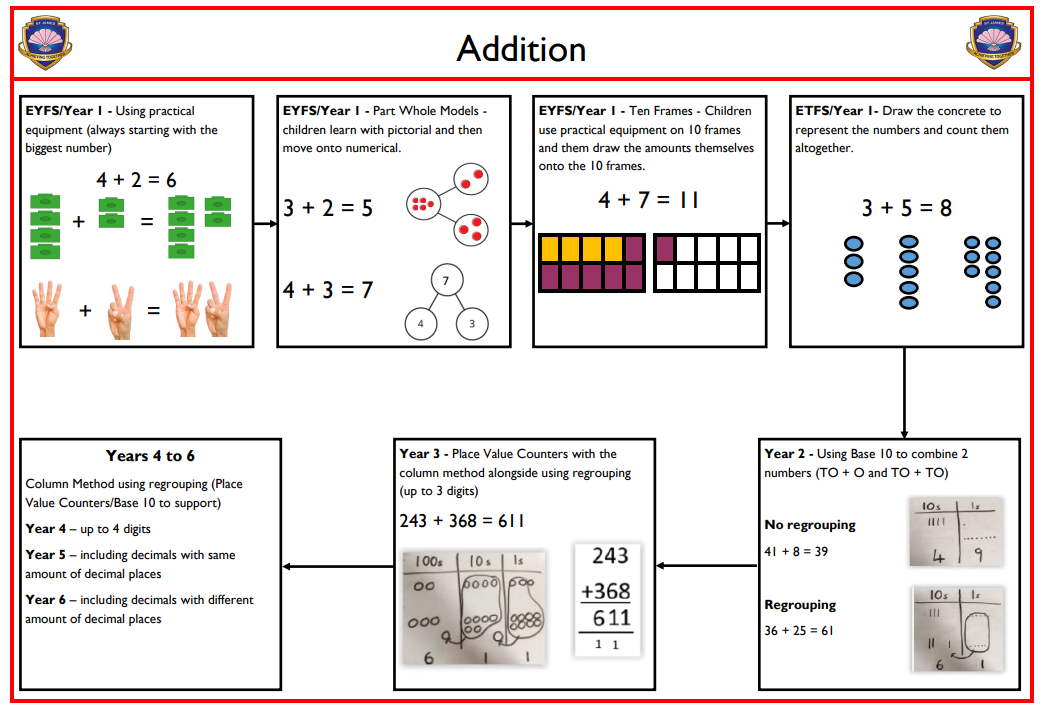 ST JAMES
ACHIEVING TOGETHER
Addition
ST JAMES
ACHIEVING TOGETHER
EYFS/Year 1 - Using practical
equipment (always starting with the
biggest number)
4 + 2 = 6
+ =
+ =
EYFS/Year 1 - Part Whole Models -
children learn with pictorial and then
move onto numerical.
3 + 2 = 5
4 + 3 = 7
7
4 3
EYFS/Year 1 - Ten Frames - Children
use practical equipment on 10 frames
and them draw the amounts themselves
onto the 10 frames.
4 + 7 = 11
ETFS/Year 1- Draw the concrete to
represent the numbers and count them
altogether.
3 + 5 = 8
Year 2 - Using Base 10 to combine 2
numbers (TO + O and TO + TO)
No regrouping
41 + 8 = 39
10s 1s
4 9
Regrouping
36 + 25 = 61
10s 1s
6 1
Year 3 - Place Value Counters with the
column method alongside using regrouping
(up to 3 digits)
243 + 368 = 611
100s 10s 1s
6 1 1
243
+368
611
1 1
Years 4 to 6
Column Method using regrouping (Place
Value Counters/Base 10 to support)
Year 4 – up to 4 digits
Year 5 – including decimals with same
amount of decimal places
Year 6 – including decimals with different
amount of decimal places